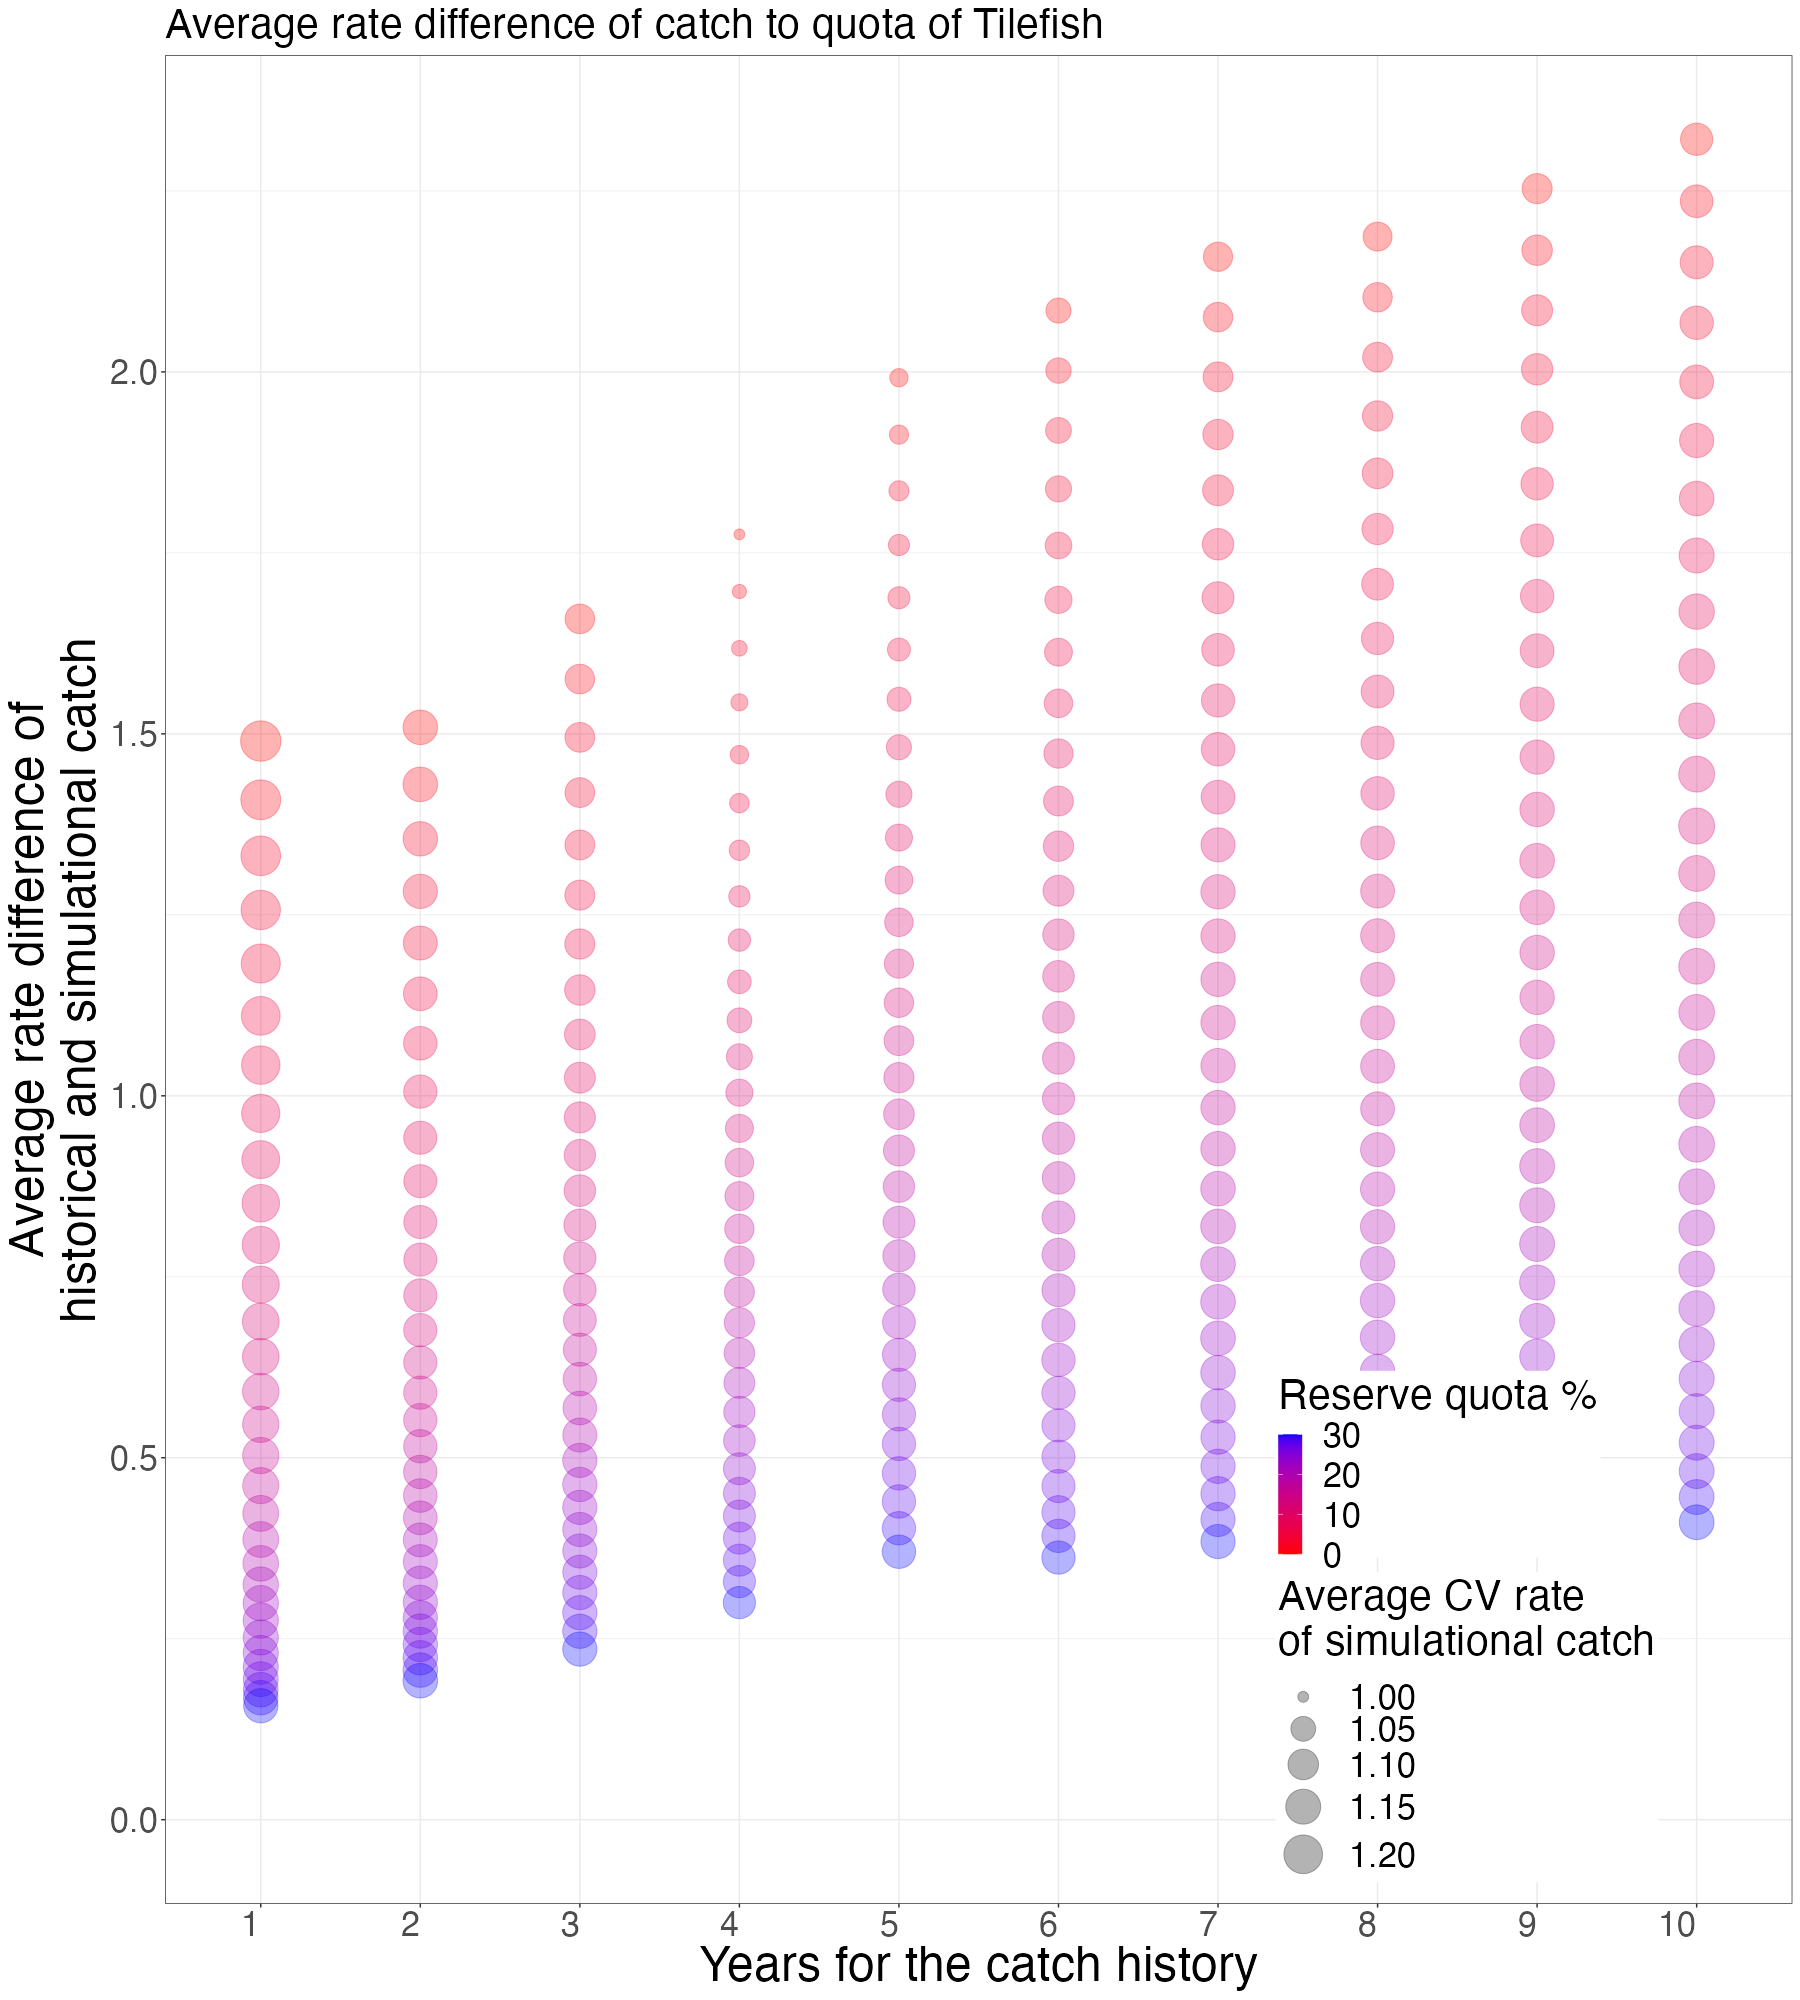 Average rate difference of catch to quota of Tilefish
Average rate difference of
historical and simulational catch
2.0
1.5
1.0
0.5
0.0
Reserve quota %
30
20
10
0
Average CV rate
of simulational catch
1.00
1.05
1.10
1.15
1.20
1 2 3 4 5 6 7 8 9 10
Years for the catch history